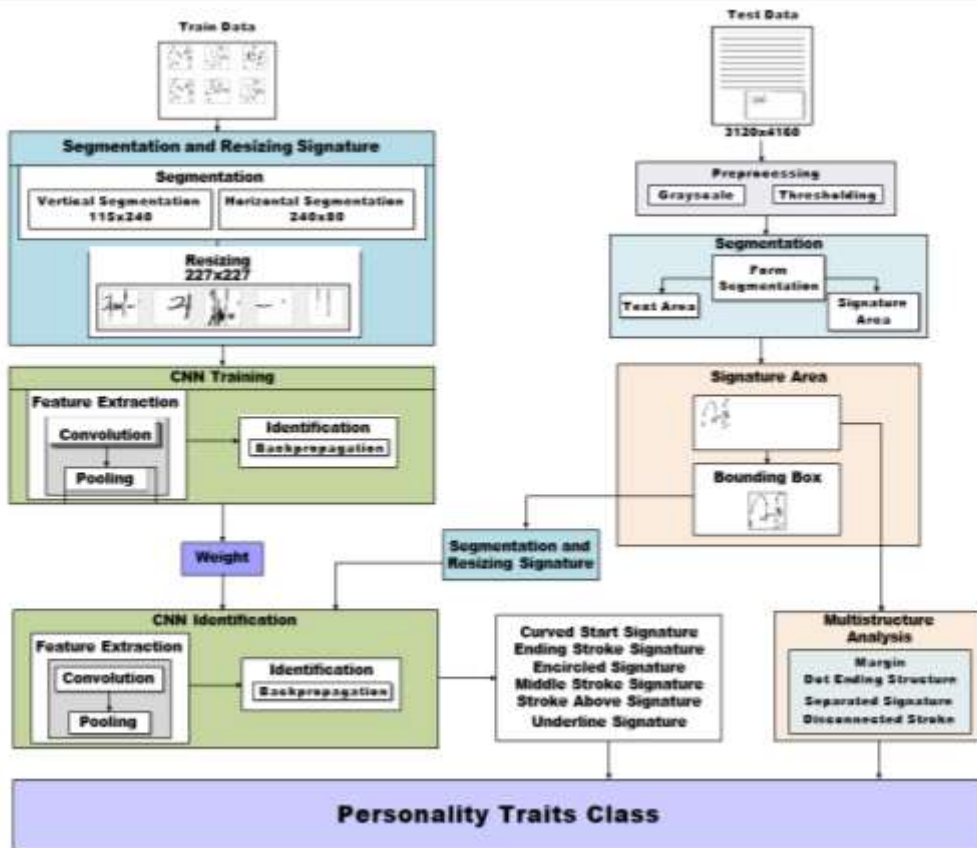 Train Data
Segmentation and Resizing Signature
Segmentation
Vertical Segmentation
115x240
Horizontal Segmentation
240x80
Resizing
227x227
CNN Training
Feature Extraction
Convolution
Pooling
Identification
Backpropagation
Weight
CNN Identification
Feature Extraction
Convolution
Pooling
Identification
Backpropagation
Test Data
3120x4160
Preprocessing
Grayscale
Thresholding
Segmentation
Form
Segmentation
Text Area
Signature
Area
Signature Area
Bounding Box
Segmentation and
Resizing Signature
Curved Start Signature
Ending Stroke Signature
Encircled Signature
Middle Stroke Signature
Stroke Above Signature
Underline Signature
Multistructure
Analysis
Margin
Dot Ending Structure
Separated Signature
Disconnected Stroke
Personality Traits Class